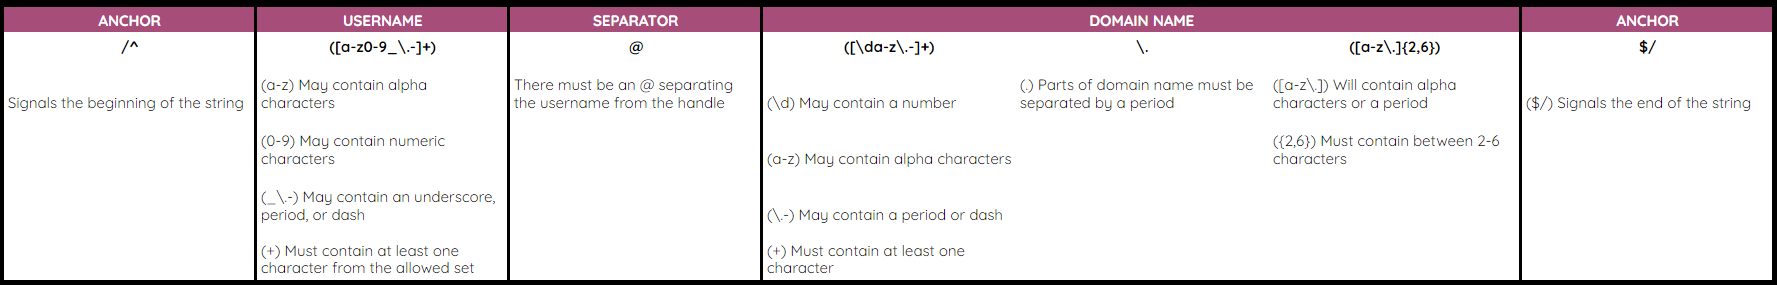 ANCHOR
USERNAME
SEPARATOR
DOMAIN NAME
ANCHOR
/^
([a-z0-9_\.-]+)
@
([\da-z\.-]+)
\.
([a-z\.]{2,6})
$/
Signals the beginning of the string
(a-z) May contain alpha
characters
(0-9) May contain numeric
characters
(_\.-) May contain an underscore,
period, or dash
(+) Must contain at least one
character from the allowed set
There must be an @ separating
the username from the handle
(\d) May contain a number
(a-z) May contain alpha characters
(\.-) May contain a period or dash
(+) Must contain at least one
character
(.) Parts of domain name must be
separated by a period
([a-z\.]) Will contain alpha
characters or a period
({2,6}) Must contain between 2-6
characters
($/) Signals the end of the string